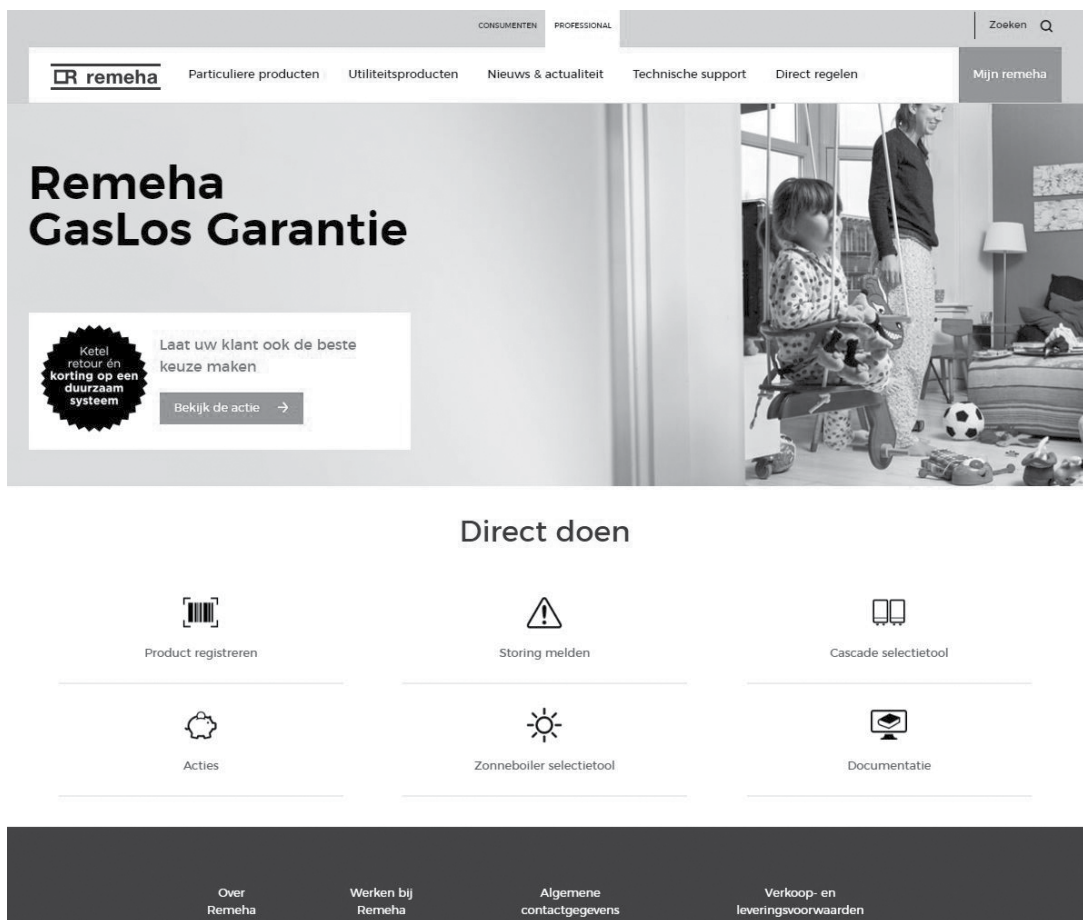 CONSUMENTEN PROFESSIONAL Zoeken
remeha Particuliere producten Utiliteitsproducten Nieuws & actualiteit Technische support Direct regelen Mijn remeha
Remeha
GasLos Garantie
Ketel
retour én
korting op een
duurzaam
systeem
Laat uw klant ook de beste
keuze maken
Bekijk de actie →
Direct doen
Product registreren Storing melden Cascade selectietool
Acties Zonneboiler selectietool Documentatie
Over Werken bij Algemene Verkoop- en
Remeha Remeha contactgegevens leveringsvoorwaarden